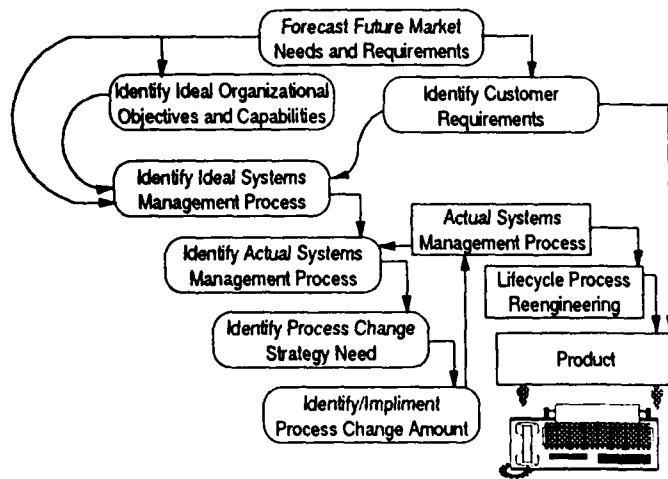 Forecast Future Market
Needs and Requirements
Identify Ideal Organizational
Objectives and Capabilities
Identify Customer
Requirements
Identify Ideal Systems
Management Process
Actual Systems
Management Process
Identify Actual Systems
Management Process
Lifecycle Process
Reengineering
Identify Process Change
Strategy Need
Product
Identify/Impliment
Process Change Amount